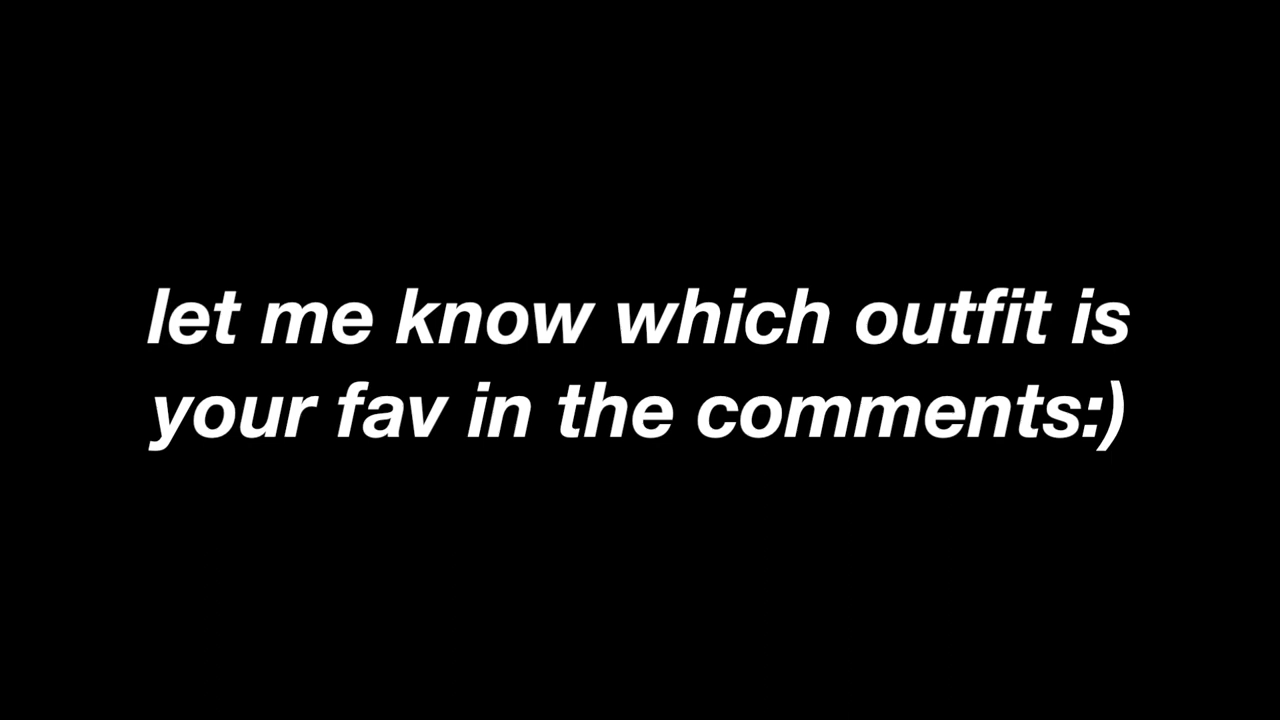 let me know which outfit is
your fav in the comments:)